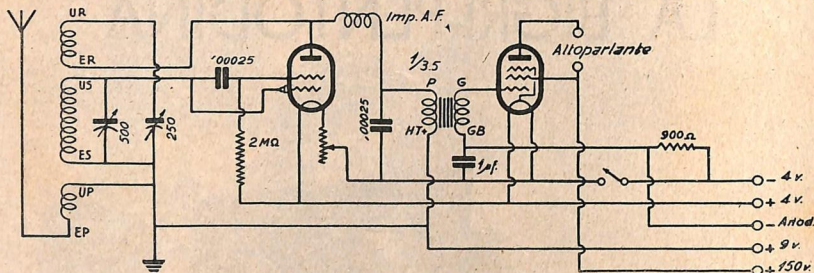 UR
ER
US
ES
UP
EP
500
250
,00025
2MΩ
Imp. A.F.
,00025
1/3.5
P
G
HT+
GB
1µf.
Altoparlante
900Ω
- 4 v.
+ 4 v.
- Anod.
+ 9 v.
+ 150 v.